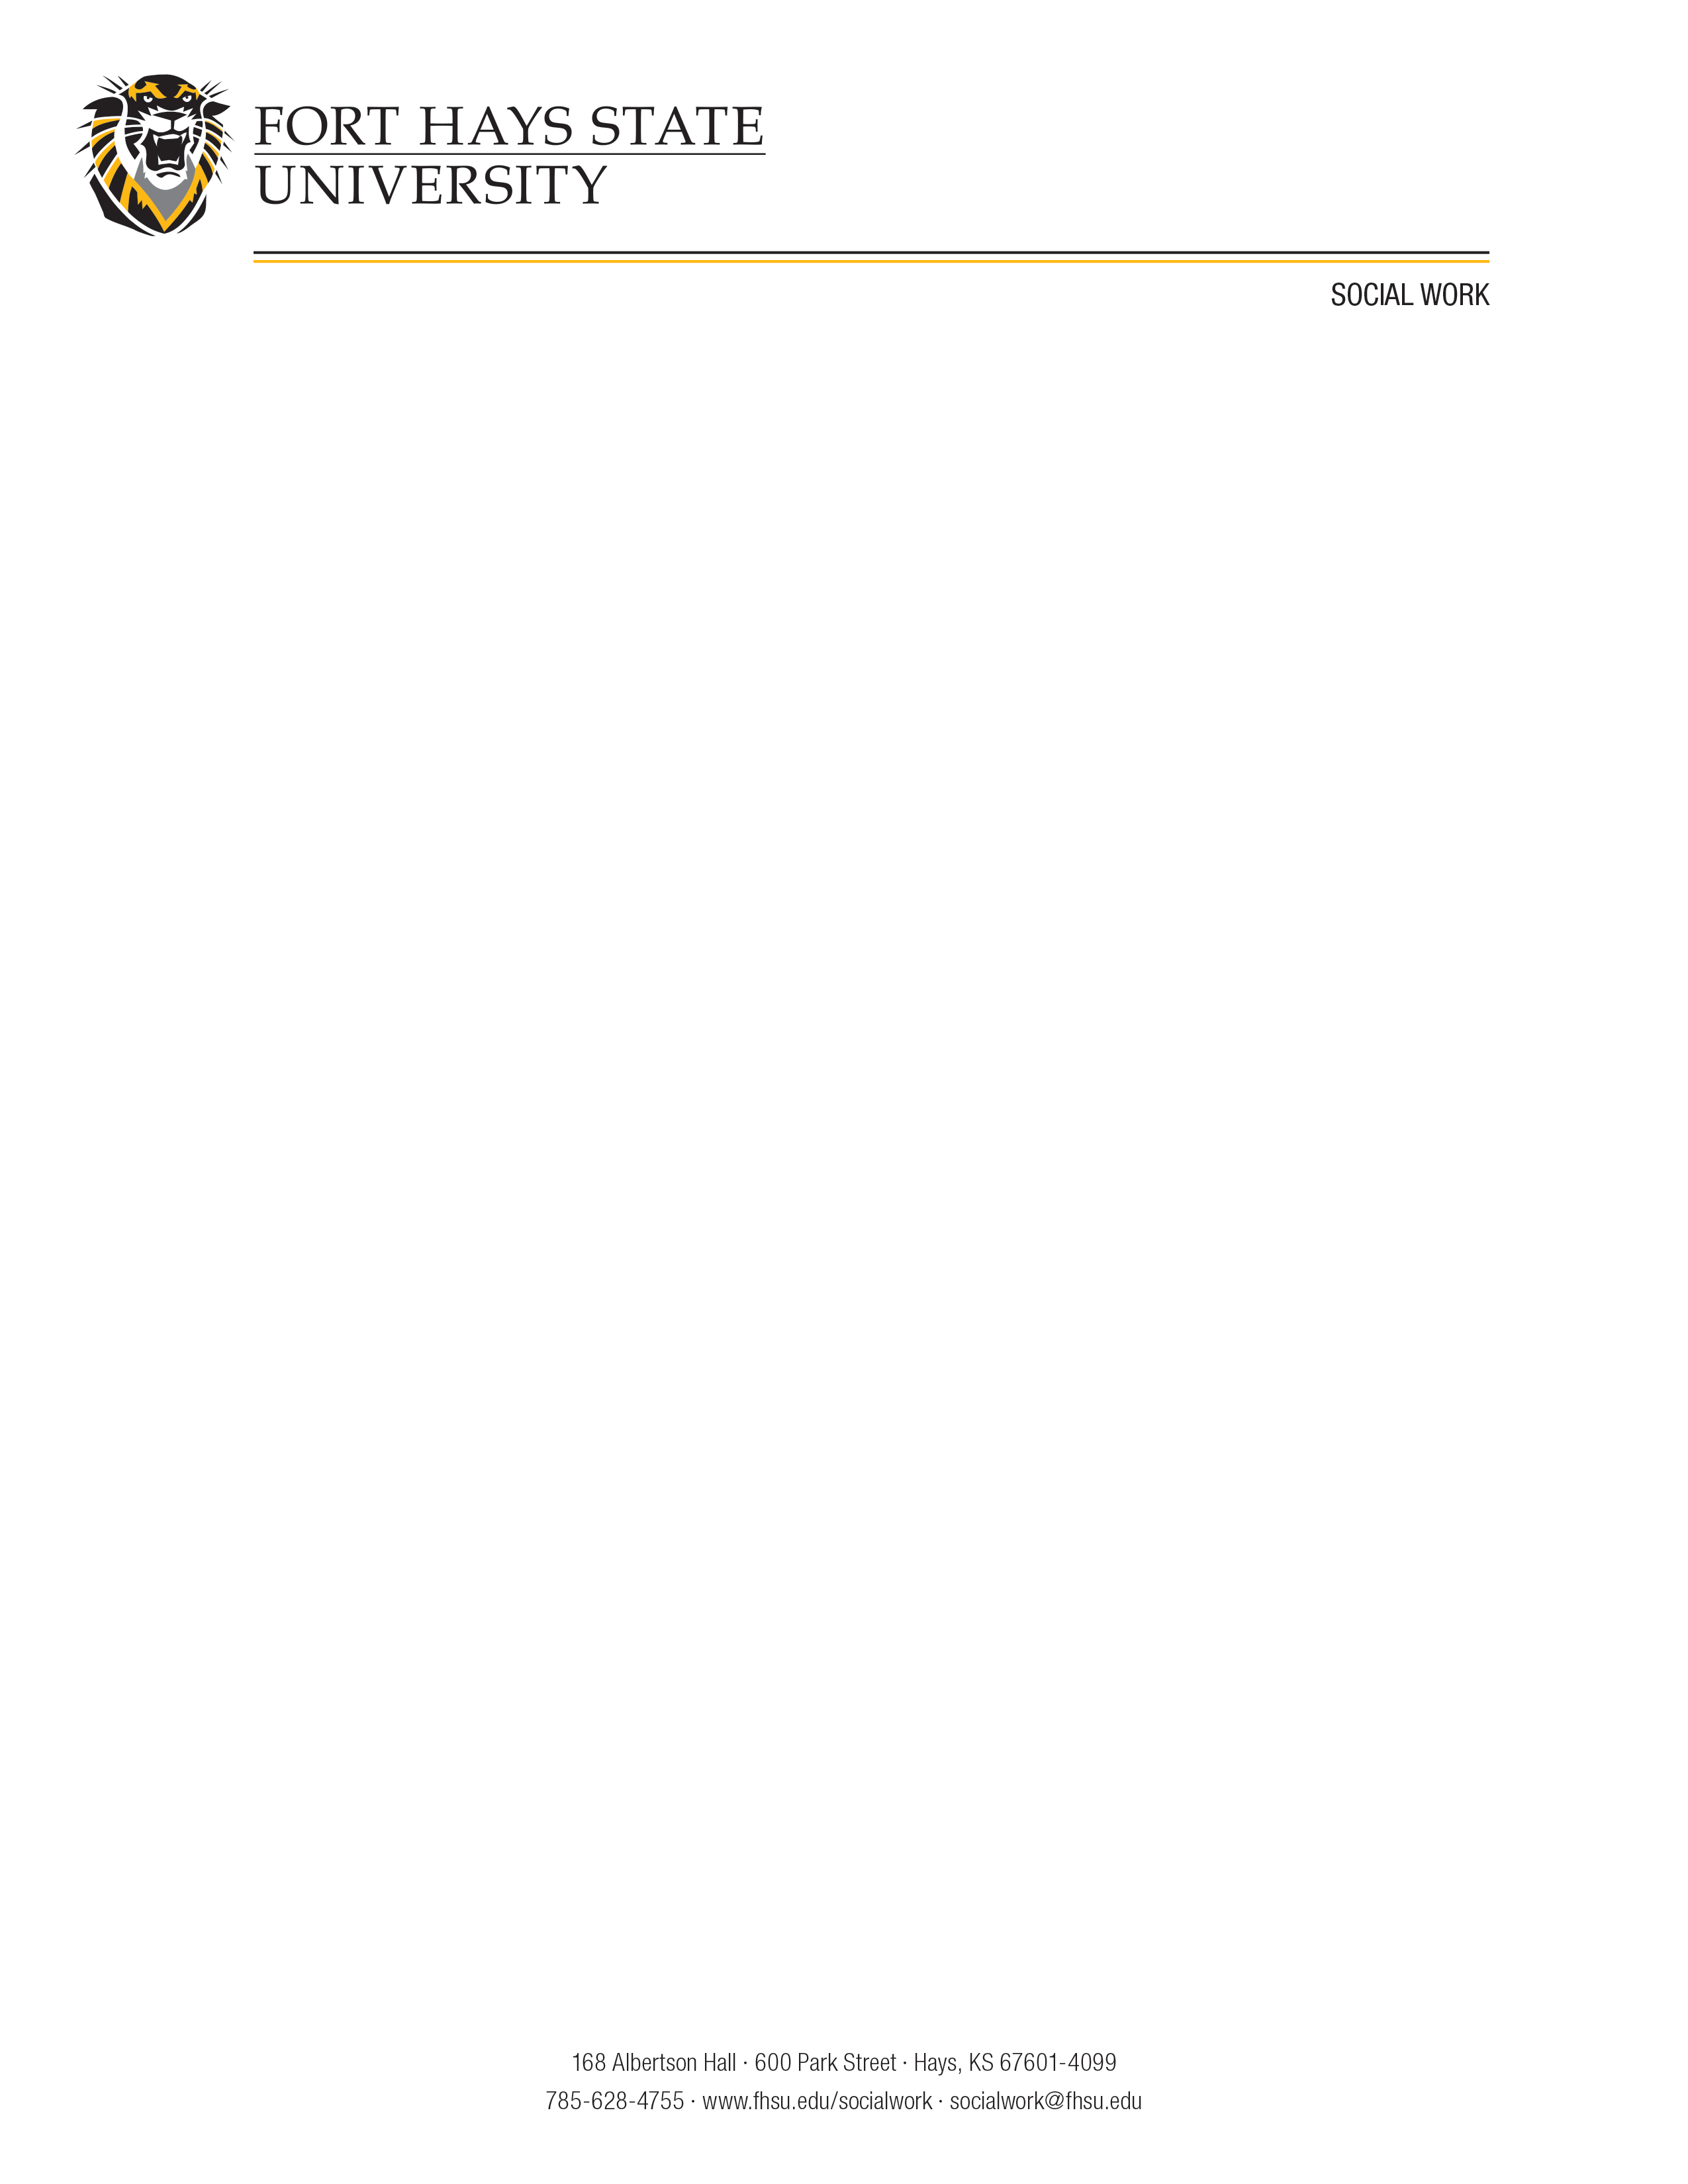 FORT HAYS STATE
UNIVERSITY
SOCIAL WORK
168 Albertson Hall · 600 Park Street · Hays, KS 67601-4099
785-628-4755 · www.fhsu.edu/socialwork · socialwork@fhsu.edu